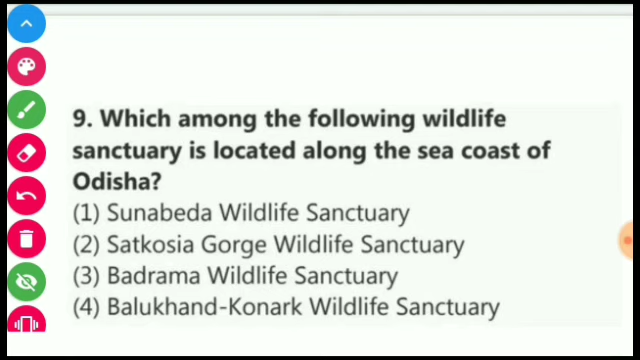 9. Which among the following wildlife
sanctuary is located along the sea coast of
Odisha?
(1) Sunabeda Wildlife Sanctuary
(2) Satkosia Gorge Wildlife Sanctuary
(3) Badrama Wildlife Sanctuary
(4) Balukhand-Konark Wildlife Sanctuary